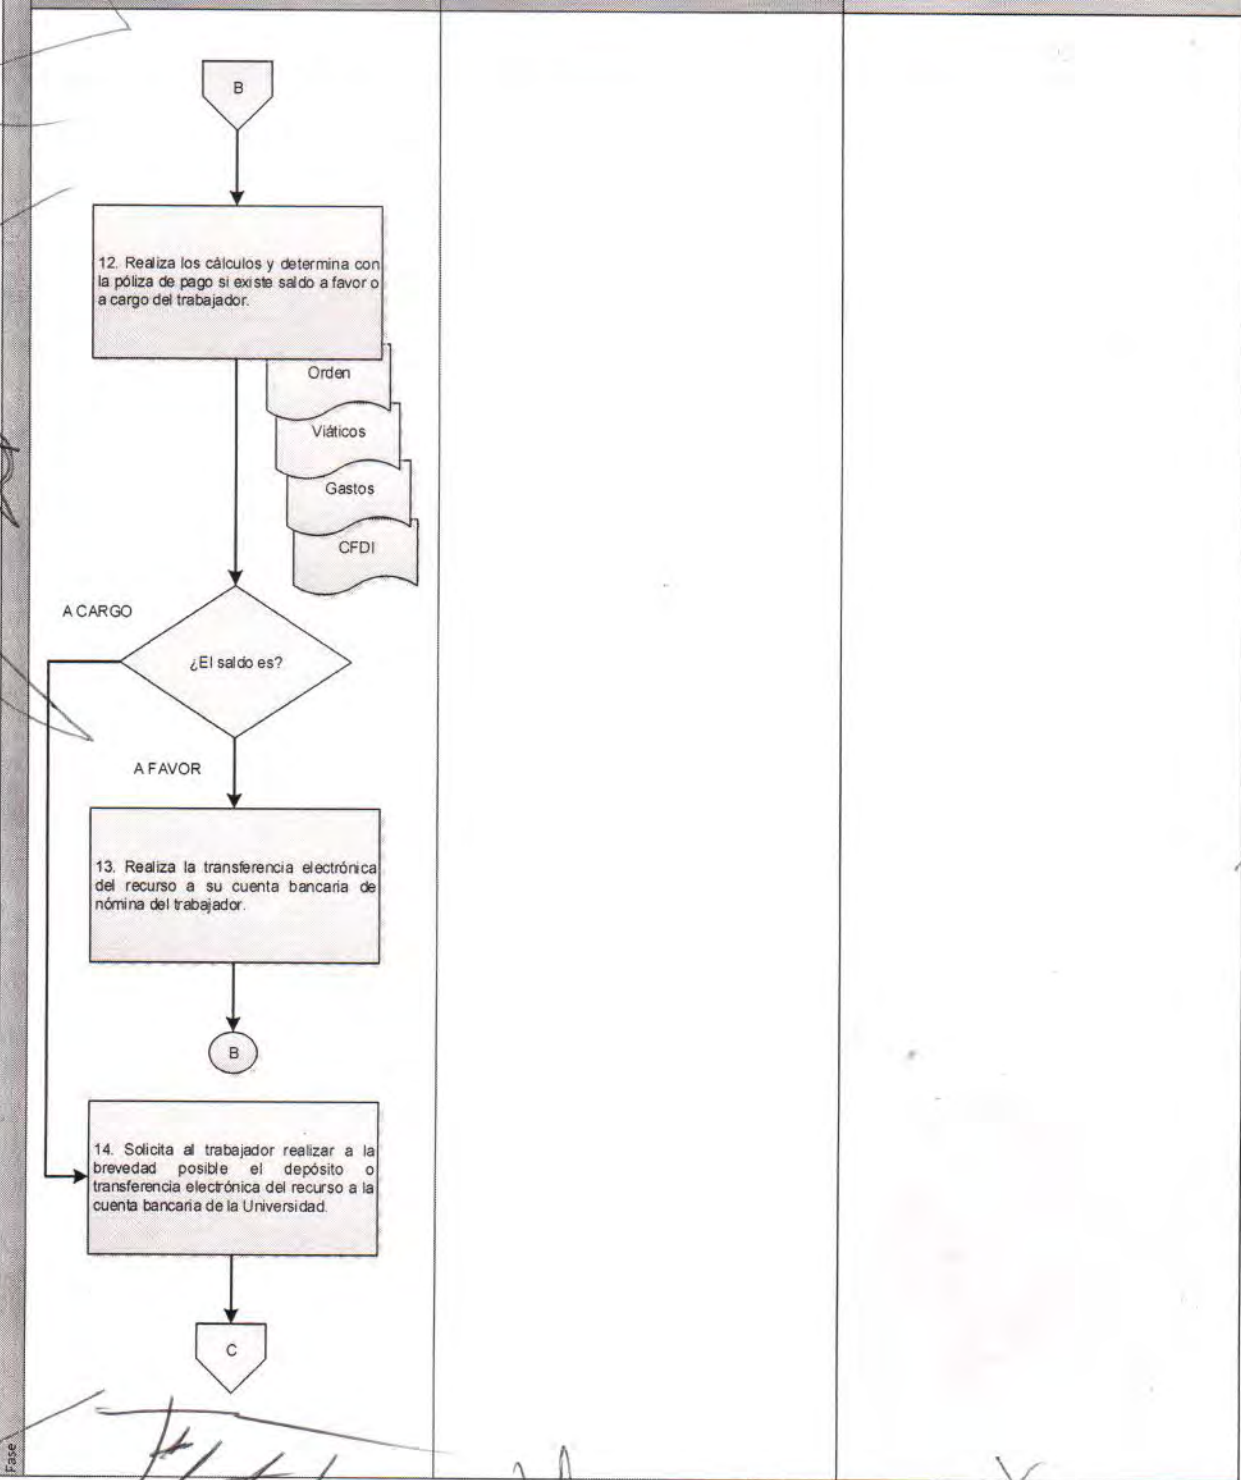 B
12. Realiza los cálculos y determina con
la póliza de pago si existe saldo a favor o
a cargo del trabajador.
Orden
Viáticos
Gastos
CFDI
A CARGO
¿El saldo es?
A FAVOR
13. Realiza la transferencia electrónica
del recurso a su cuenta bancaria de
nómina del trabajador.
B
14. Solicita al trabajador realizar a la
brevedad posible el depósito o
transferencia electrónica del recurso a la
cuenta bancaria de la Universidad.
C
Fase